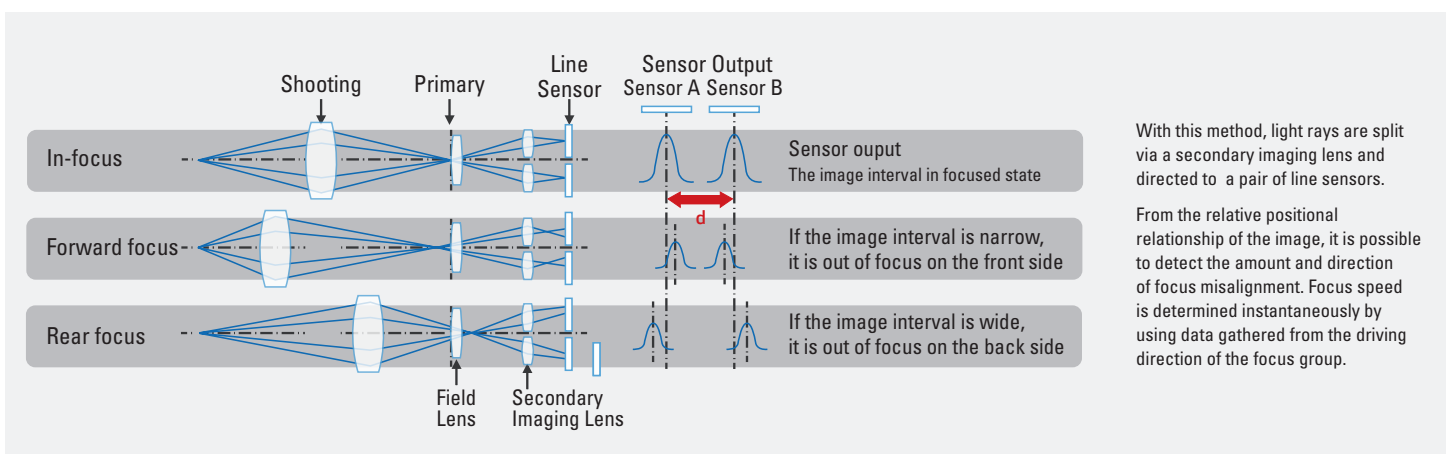 Shooting
Primary
Line
Sensor
Sensor Output
Sensor A Sensor B
In-focus
Sensor ouput
The image interval in focused state
d
Forward focus
If the image interval is narrow,
it is out of focus on the front side
Rear focus
If the image interval is wide,
it is out of focus on the back side
Field
Lens
Secondary
Imaging Lens
With this method, light rays are split
via a secondary imaging lens and
directed to a pair of line sensors.
From the relative positional
relationship of the image, it is possible
to detect the amount and direction
of focus misalignment. Focus speed
is determined instantaneously by
using data gathered from the driving
direction of the focus group.